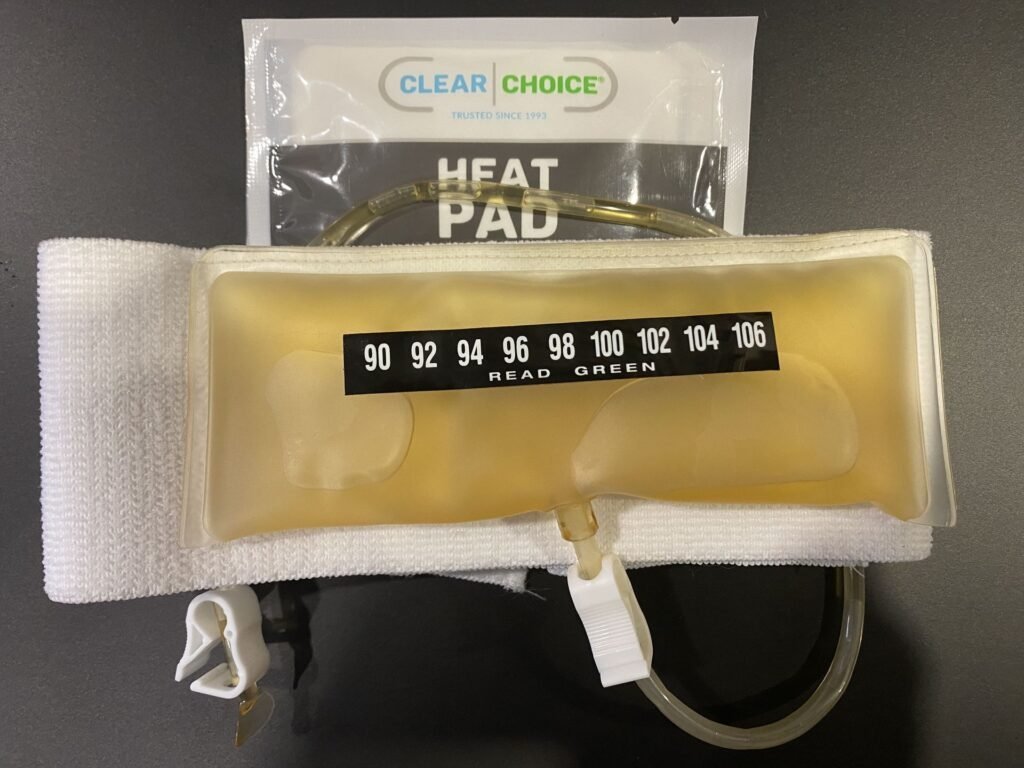 CLEAR CHOICE®
TRUSTED SINCE 1993
HEAT
PAD
90 92 94 96 98 100 102 104 106
READ GREEN